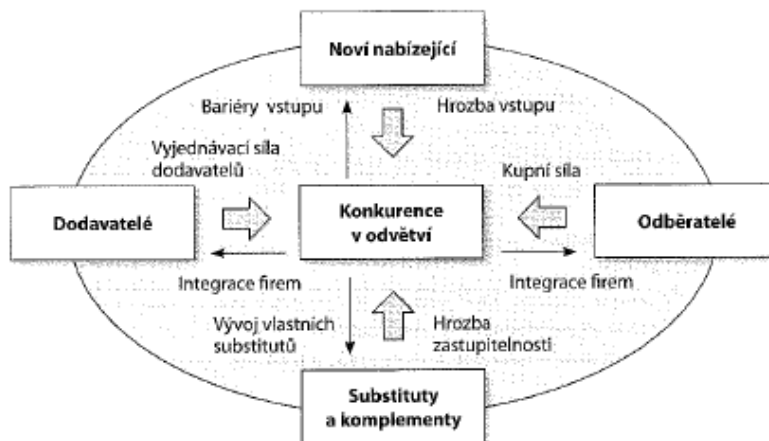 Noví nabízející
Bariéry vstupu
Hrozba vstupu
Vyjednávací síla
dodavatelů
Kupní síla
Dodavatelé
Konkurence
v odvětví
Odběratelé
Integrace firem
Integrace firem
Vývoj vlastních
substitutů
Hrozba
zastupitelnosti
Substituty
a komplementy